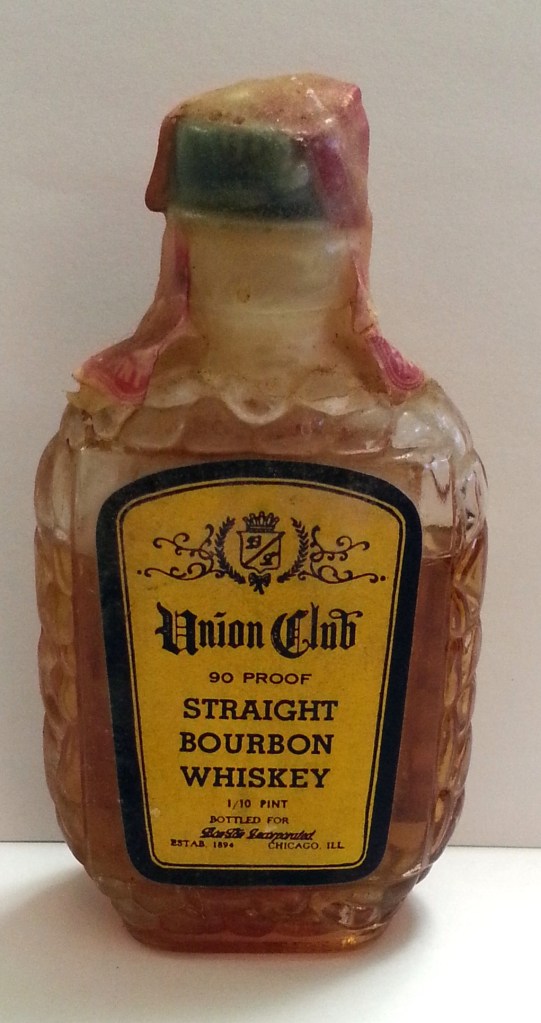 Union Club
90 PROOF
STRAIGHT
BOURBON
WHISKEY
1/10 PINT
BOTTLED FOR
Incorporated
ESTAB. 1894 CHICAGO, ILL.